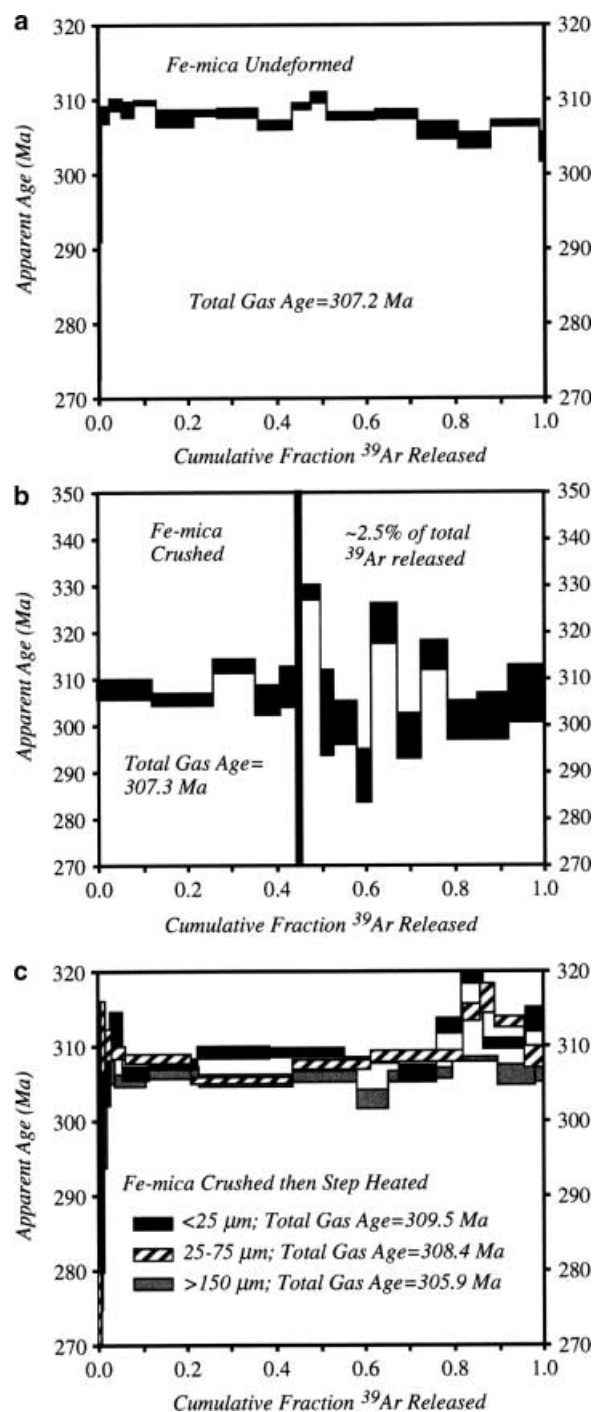 a
320
310
300
290
280
270
320
310
300
290
280
270
Fe-mica Undeformed
Total Gas Age=307.2 Ma
Apparent Age (Ma)
0.0 0.2 0.4 0.6 0.8 1.0
Cumulative Fraction ³⁹Ar Released
b
350
340
330
320
310
300
290
280
270
350
340
330
320
310
300
290
280
270
Fe-mica
Crushed
~2.5% of total
³⁹Ar released
Total Gas Age=
307.3 Ma
Apparent Age (Ma)
0.0 0.2 0.4 0.6 0.8 1.0
Cumulative Fraction ³⁹Ar Released
c
320
310
300
290
280
270
320
310
300
290
280
270
Fe-mica Crushed then Step Heated
<25 μm; Total Gas Age=309.5 Ma
25-75 μm; Total Gas Age=308.4 Ma
>150 μm; Total Gas Age=305.9 Ma
Apparent Age (Ma)
0.0 0.2 0.4 0.6 0.8 1.0
Cumulative Fraction ³⁹Ar Released